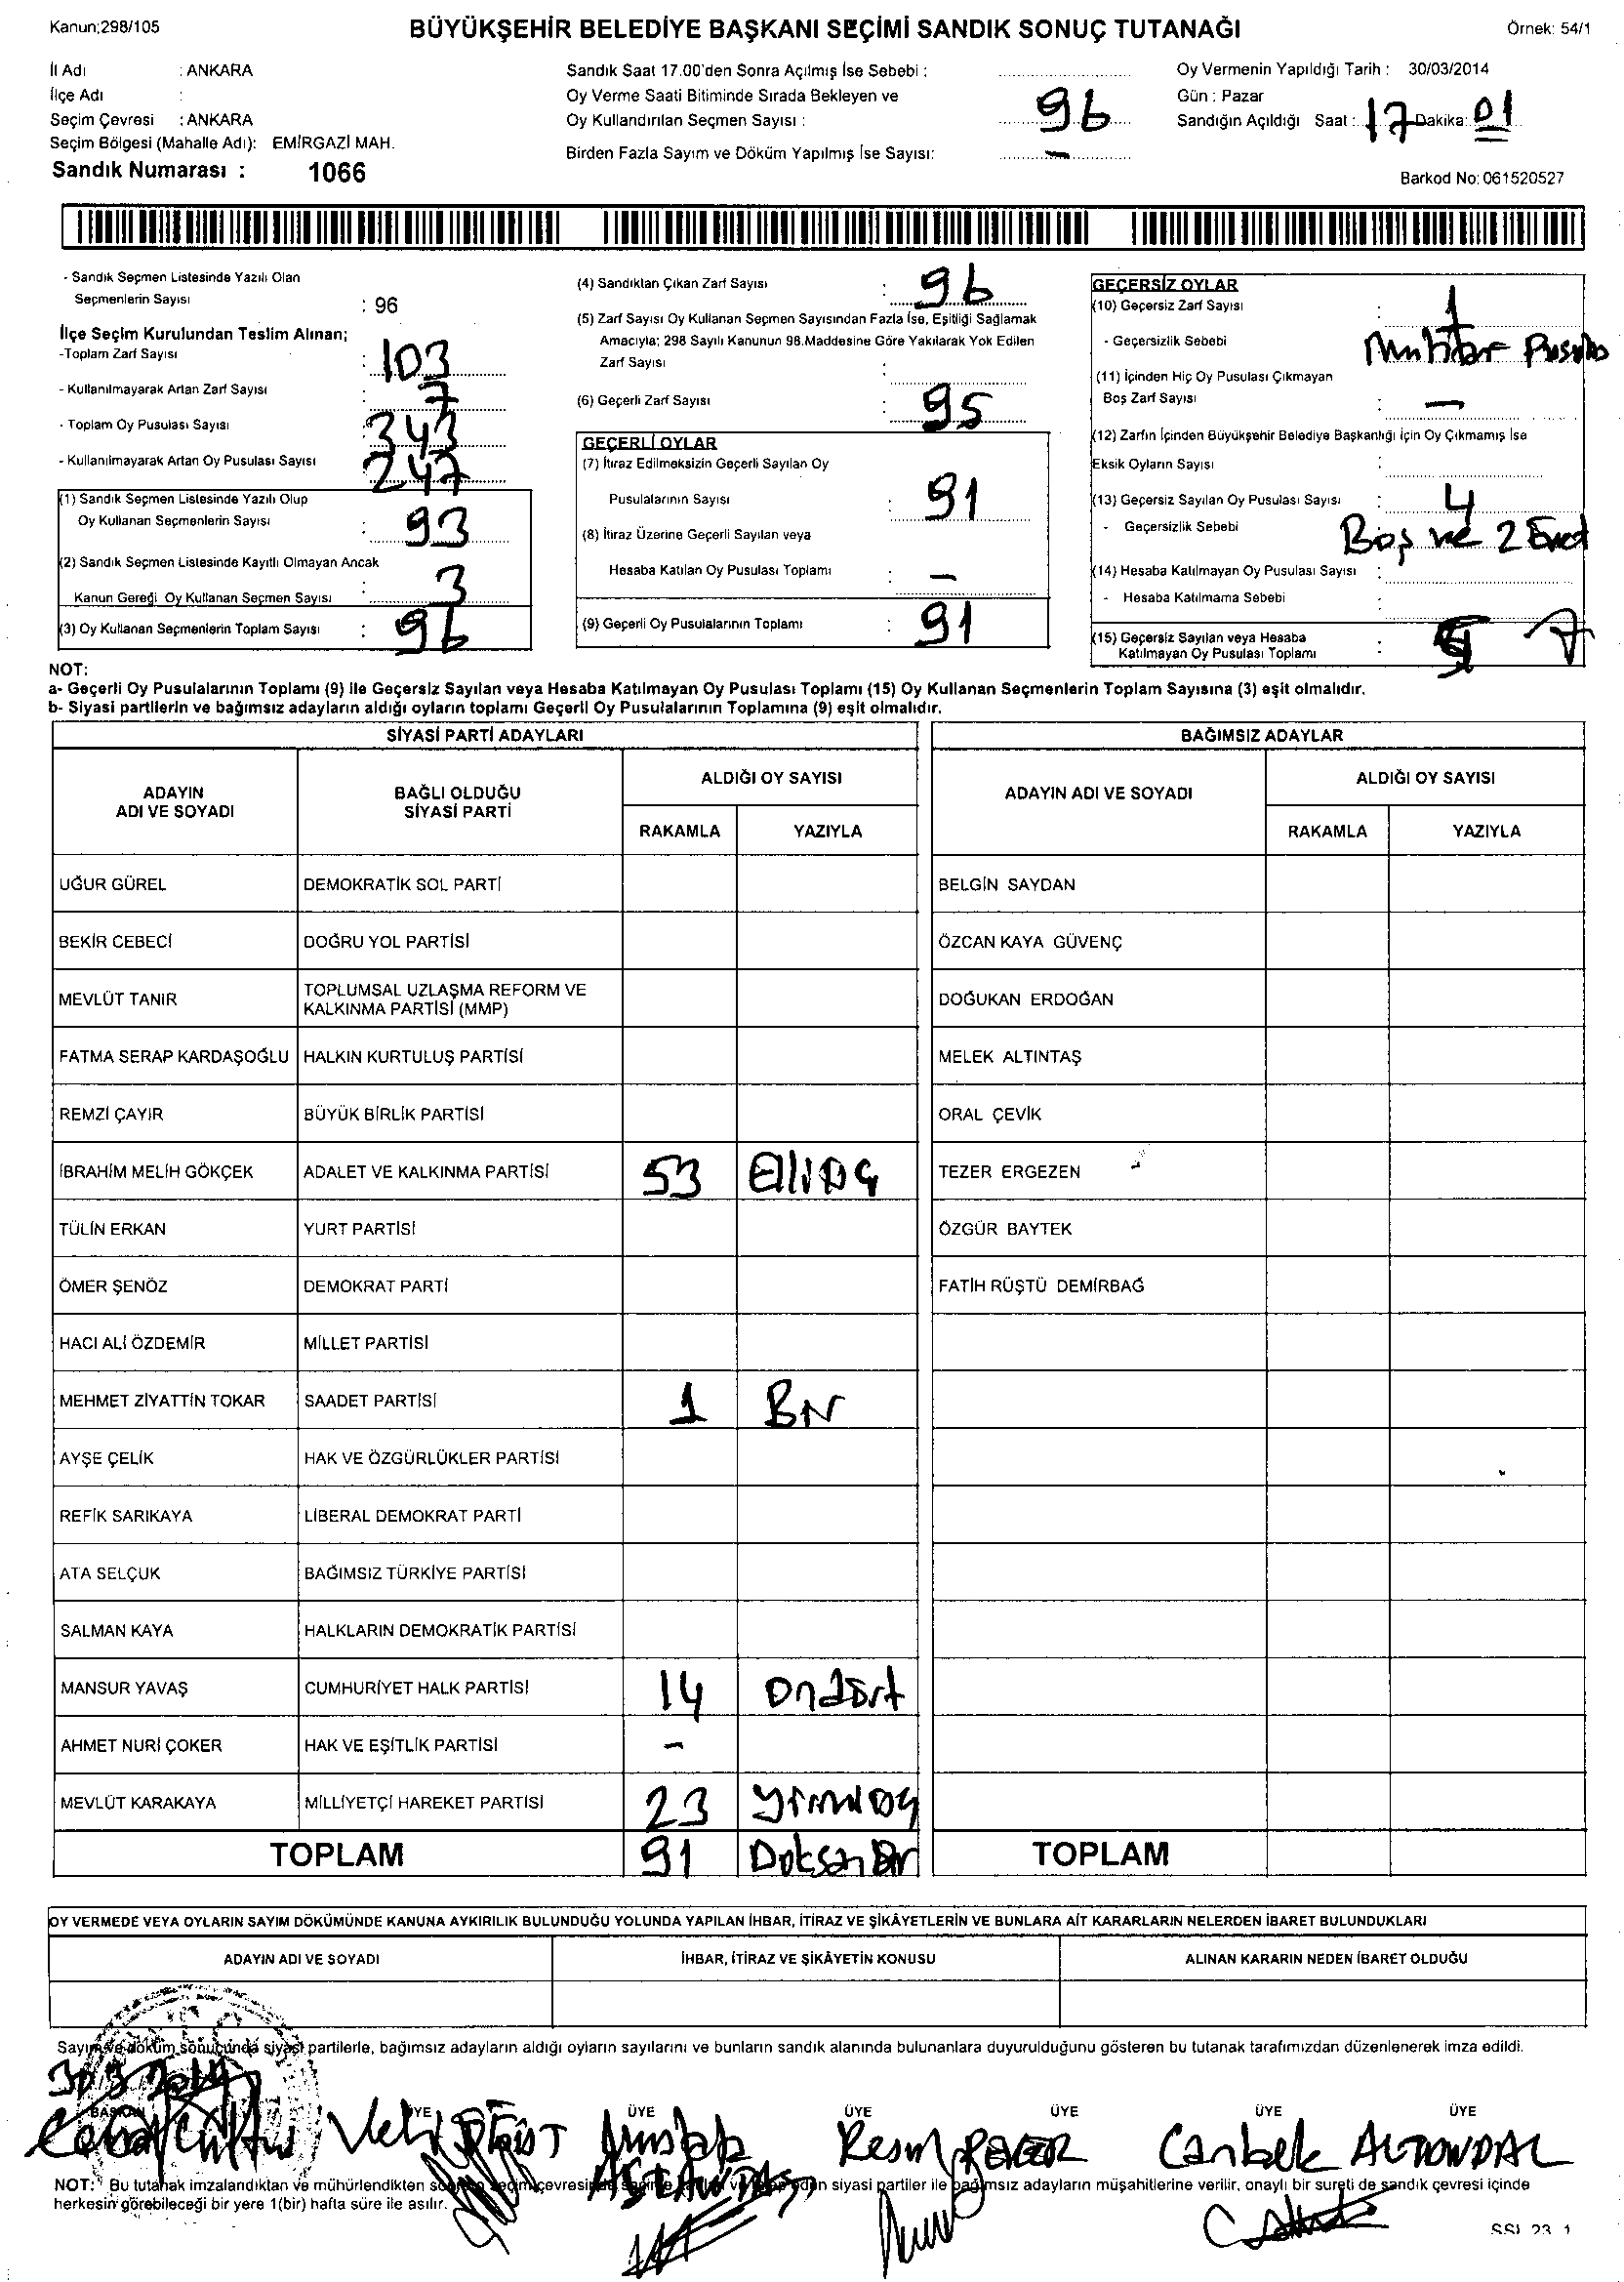 Kanun;298/105
BÜYÜKŞEHİR BELEDİYE BAŞKANI SEÇİMİ SANDIK SONUÇ TUTANAĞI
Örnek: 54/1
İl Adı : ANKARA
İlçe Adı :
Seçim Çevresi : ANKARA
Seçim Bölgesi (Mahalle Adı): EMİRGAZİ MAH.
Sandık Numarası : 1066
Sandık Saat 17.00'den Sonra Açılmış İse Sebebi :
Oy Verme Saati Bitiminde Sırada Bekleyen ve
Oy Kullandırılan Seçmen Sayısı : 96
Birden Fazla Sayım ve Döküm Yapılmış İse Sayısı: –
Oy Vermenin Yapıldığı Tarih : 30/03/2014
Gün : Pazar
Sandığın Açıldığı Saat : 17 Dakika: 01
Barkod No: 061520527
- Sandık Seçmen Listesinde Yazılı Olan
Seçmenlerin Sayısı : 96
İlçe Seçim Kurulundan Teslim Alınan;
-Toplam Zarf Sayısı : 103
- Kullanılmayarak Artan Zarf Sayısı : 7
- Toplam Oy Pusulası Sayısı : 343
- Kullanılmayarak Artan Oy Pusulası Sayısı : 247
(1) Sandık Seçmen Listesinde Yazılı Olup
Oy Kullanan Seçmenlerin Sayısı : 93
(2) Sandık Seçmen Listesinde Kayıtlı Olmayan Ancak
Kanun Gereği Oy Kullanan Seçmen Sayısı : 3
(3) Oy Kullanan Seçmenlerin Toplam Sayısı : 96
(4) Sandıktan Çıkan Zarf Sayısı : 96
(5) Zarf Sayısı Oy Kullanan Seçmen Sayısından Fazla İse, Eşitliği Sağlamak
Amacıyla; 298 Sayılı Kanunun 98.Maddesine Göre Yakılarak Yok Edilen
Zarf Sayısı :
(6) Geçerli Zarf Sayısı : 95
GEÇERLİ OYLAR
(7) İtiraz Edilmeksizin Geçerli Sayılan Oy
Pusulalarının Sayısı : 91
(8) İtiraz Üzerine Geçerli Sayılan veya
Hesaba Katılan Oy Pusulası Toplamı : –
(9) Geçerli Oy Pusulalarının Toplamı : 91
GEÇERSİZ OYLAR
(10) Geçersiz Zarf Sayısı : 1
- Geçersizlik Sebebi Muhtar Pusula
(11) İçinden Hiç Oy Pusulası Çıkmayan
Boş Zarf Sayısı : –
(12) Zarfın İçinden Büyükşehir Belediye Başkanlığı İçin Oy Çıkmamış İse
Eksik Oyların Sayısı :
(13) Geçersiz Sayılan Oy Pusulası Sayısı : 4
- Geçersizlik Sebebi Boş ve 2 Evet
(14) Hesaba Katılmayan Oy Pusulası Sayısı :
- Hesaba Katılmama Sebebi :
(15) Geçersiz Sayılan veya Hesaba
Katılmayan Oy Pusulası Toplamı : 5
NOT:
a- Geçerli Oy Pusulalarının Toplamı (9) ile Geçersiz Sayılan veya Hesaba Katılmayan Oy Pusulası Toplamı (15) Oy Kullanan Seçmenlerin Toplam Sayısına (3) eşit olmalıdır.
b- Siyasi partilerin ve bağımsız adayların aldığı oyların toplamı Geçerli Oy Pusulalarının Toplamına (9) eşit olmalıdır.
SİYASİ PARTİ ADAYLARI
ADAYIN ADI VE SOYADI
BAĞLI OLDUĞU SİYASİ PARTİ
ALDIĞI OY SAYISI
RAKAMLA YAZIYLA
UĞUR GÜREL DEMOKRATİK SOL PARTİ
BEKİR CEBECİ DOĞRU YOL PARTİSİ
MEVLÜT TANIR TOPLUMSAL UZLAŞMA REFORM VE KALKINMA PARTİSİ (MMP)
FATMA SERAP KARDAŞOĞLU HALKIN KURTULUŞ PARTİSİ
REMZİ ÇAYIR BÜYÜK BİRLİK PARTİSİ
İBRAHİM MELİH GÖKÇEK ADALET VE KALKINMA PARTİSİ 53 Elliüç
TÜLİN ERKAN YURT PARTİSİ
ÖMER ŞENÖZ DEMOKRAT PARTİ
HACI ALİ ÖZDEMİR MİLLET PARTİSİ
MEHMET ZİYATTİN TOKAR SAADET PARTİSİ 1 Bir
AYŞE ÇELİK HAK VE ÖZGÜRLÜKLER PARTİSİ
REFİK SARIKAYA LİBERAL DEMOKRAT PARTİ
ATA SELÇUK BAĞIMSIZ TÜRKİYE PARTİSİ
SALMAN KAYA HALKLARIN DEMOKRATİK PARTİSİ
MANSUR YAVAŞ CUMHURİYET HALK PARTİSİ 14 Ondört
AHMET NURİ ÇOKER HAK VE EŞİTLİK PARTİSİ –
MEVLÜT KARAKAYA MİLLİYETÇİ HAREKET PARTİSİ 23 Yirmiüç
TOPLAM 91 Doksan Bir
BAĞIMSIZ ADAYLAR
ADAYIN ADI VE SOYADI
ALDIĞI OY SAYISI
RAKAMLA YAZIYLA
BELGİN SAYDAN
ÖZCAN KAYA GÜVENÇ
DOĞUKAN ERDOĞAN
MELEK ALTINTAŞ
ORAL ÇEVİK
TEZER ERGEZEN
ÖZGÜR BAYTEK
FATİH RÜŞTÜ DEMİRBAĞ
TOPLAM
OY VERMEDE VEYA OYLARIN SAYIM DÖKÜMÜNDE KANUNA AYKIRILIK BULUNDUĞU YOLUNDA YAPILAN İHBAR, İTİRAZ VE ŞİKÂYETLERİN VE BUNLARA AİT KARARLARIN NELERDEN İBARET BULUNDUKLARI
ADAYIN ADI VE SOYADI
İHBAR, İTİRAZ VE ŞİKÂYETİN KONUSU
ALINAN KARARIN NEDEN İBARET OLDUĞU
Sayım ve döküm sonucunda siyasi partilerle, bağımsız adayların aldığı oyların sayılarını ve bunların sandık alanında bulunanlara duyurulduğunu gösteren bu tutanak tarafımızdan düzenlenerek imza edildi.
BAŞKAN ÜYE ÜYE ÜYE ÜYE ÜYE ÜYE
Veli Mustafa Resul Canbek ALTUNDAL
ASLANTAŞ
NOT: Bu tutanak imzalandıktan ve mühürlendikten siyasi partiler ile bağımsız adayların müşahitlerine verilir, onaylı bir sureti de sandık çevresi içinde
herkesin görebileceği bir yere 1(bir) hafta süre ile asılır.